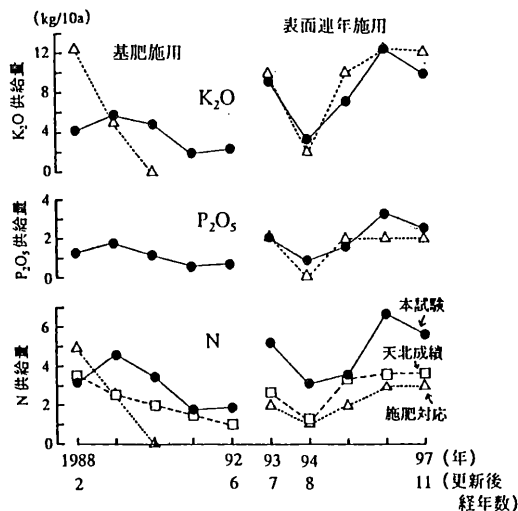 (kg/10a)
基肥施用
表面連年施用
K₂O供給量
12
8
4
0
K₂O
P₂O₅供給量
4
2
0
P₂O₅
N供給量
6
4
2
0
N
本試験
天北成績
施肥対応
1988 92 93 94 97 (年)
2 6 7 8 11 (更新後
経年数)